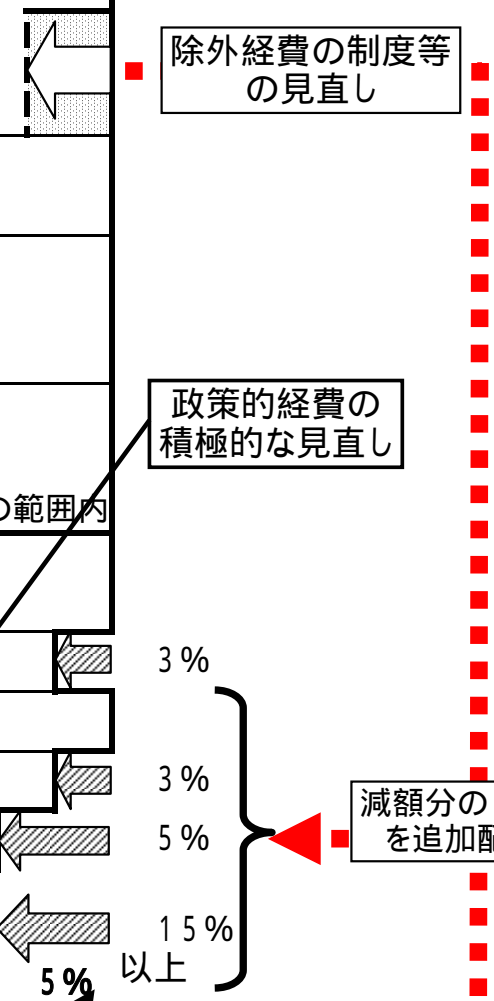 除外経費の制度等
の見直し
政策的経費の
積極的な見直し
の範囲内
3%
3%
減額分の
を追加配
5%
15%
以上
5%